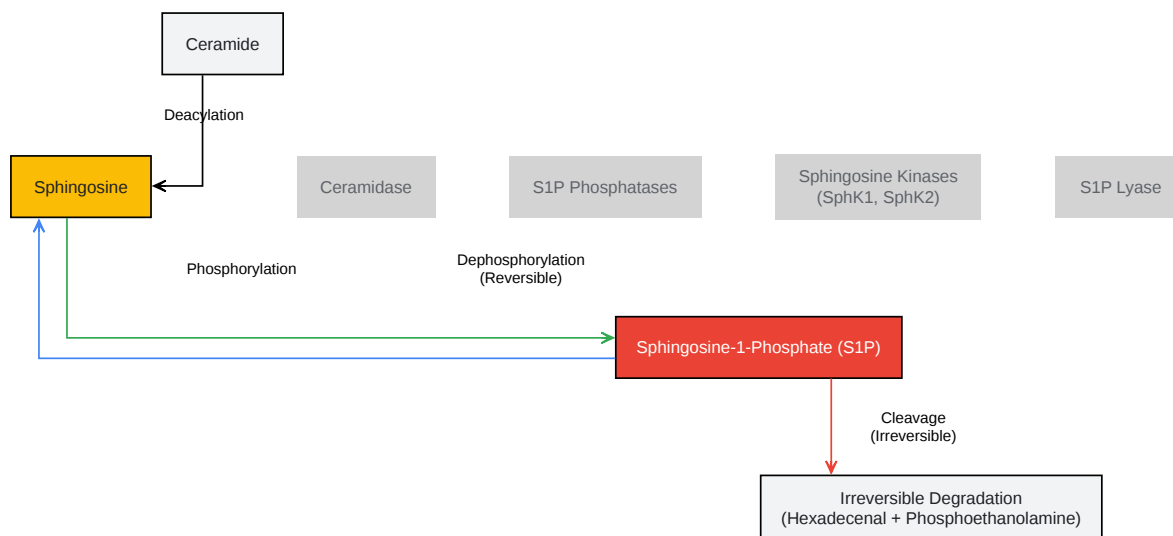 Ceramide
Deacylation
Sphingosine
Ceramidase
S1P Phosphatases
Sphingosine Kinases
(SphK1, SphK2)
S1P Lyase
Phosphorylation
Dephosphorylation
(Reversible)
Sphingosine-1-Phosphate (S1P)
Cleavage
(Irreversible)
Irreversible Degradation
(Hexadecenal + Phosphoethanolamine)